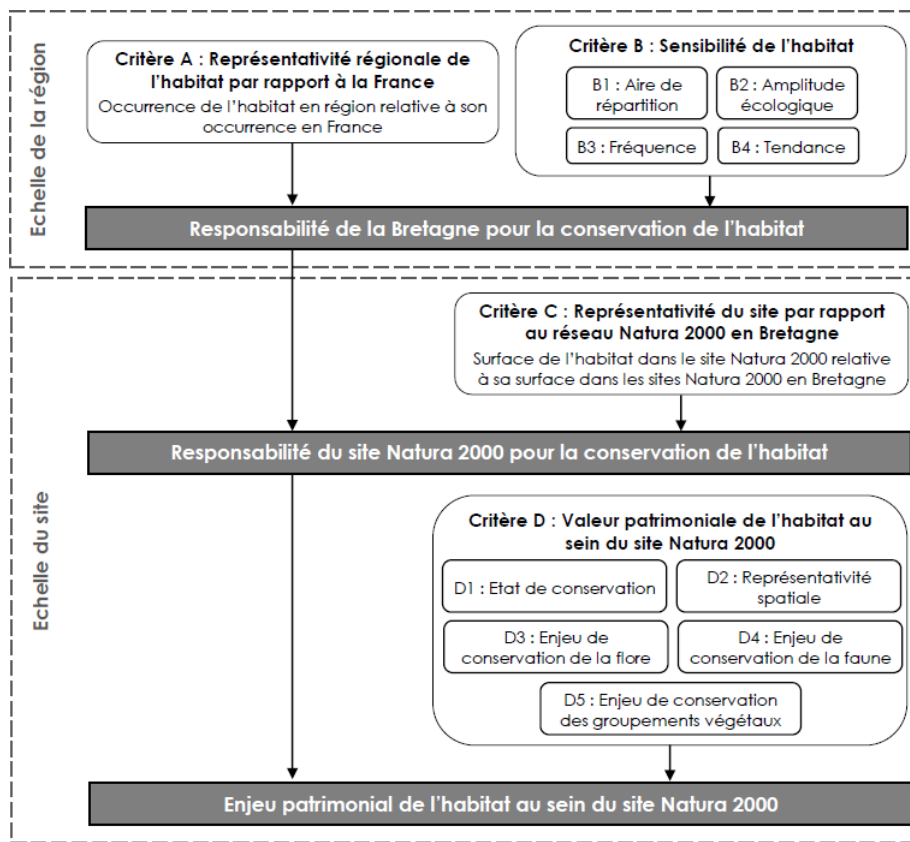 Echelle de la région
Critère A : Représentativité régionale de
l'habitat par rapport à la France
Occurrence de l'habitat en région relative à son
occurrence en France
Critère B : Sensibilité de l'habitat
B1 : Aire de
répartition
B2 : Amplitude
écologique
B3 : Fréquence
B4 : Tendance
Responsabilité de la Bretagne pour la conservation de l'habitat
Echelle du site
Critère C : Représentativité du site par rapport
au réseau Natura 2000 en Bretagne
Surface de l'habitat dans le site Natura 2000 relative
à sa surface dans les sites Natura 2000 en Bretagne
Responsabilité du site Natura 2000 pour la conservation de l'habitat
Critère D : Valeur patrimoniale de l'habitat au
sein du site Natura 2000
D1 : Etat de conservation
D2 : Représentativité
spatiale
D3 : Enjeu de
conservation de la flore
D4 : Enjeu de
conservation de la faune
D5 : Enjeu de conservation
des groupements végétaux
Enjeu patrimonial de l'habitat au sein du site Natura 2000